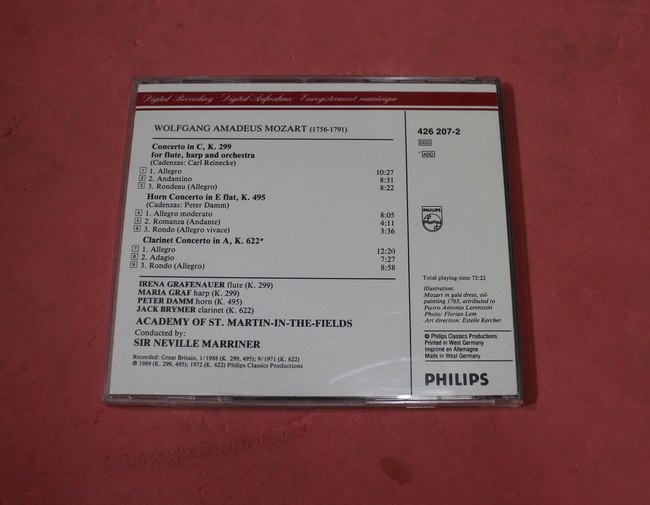 Digital Recording · Digital-Aufnahme · Enregistrement numérique
WOLFGANG AMADEUS MOZART (1756-1791)
Concerto in C, K. 299
for flute, harp and orchestra
(Cadenzas: Carl Reinecke)
1 1. Allegro 10:27
2 2. Andantino 8:31
3 3. Rondeau (Allegro) 8:22
Horn Concerto in E flat, K. 495
(Cadenzas: Peter Damm)
4 1. Allegro moderato 8:05
5 2. Romanza (Andante) 4:11
6 3. Rondo (Allegro vivace) 3:36
Clarinet Concerto in A, K. 622*
7 1. Allegro 12:20
8 2. Adagio 7:27
9 3. Rondo (Allegro) 8:58
IRENA GRAFENAUER flute (K. 299)
MARIA GRAF harp (K. 299)
PETER DAMM horn (K. 495)
JACK BRYMER clarinet (K. 622)
ACADEMY OF ST. MARTIN-IN-THE-FIELDS
Conducted by:
SIR NEVILLE MARRINER
Recorded: Great Britain, 1/1988 (K. 299, 495); 9/1971 (K. 622)
℗ 1989 (K. 299, 495); 1972 (K. 622) Philips Classics Productions
426 207-2
DDD
* ADD
PHILIPS
Total playing-time 72:22
Illustration:
Mozart in gala dress, oil-
painting 1763, attributed to
Pietro Antonio Lorenzoni
Photo: Florian Lem
Art direction: Estelle Kercher
℗ Philips Classics Productions
Printed in West Germany
Imprimé en Allemagne
Made in West Germany
PHILIPS